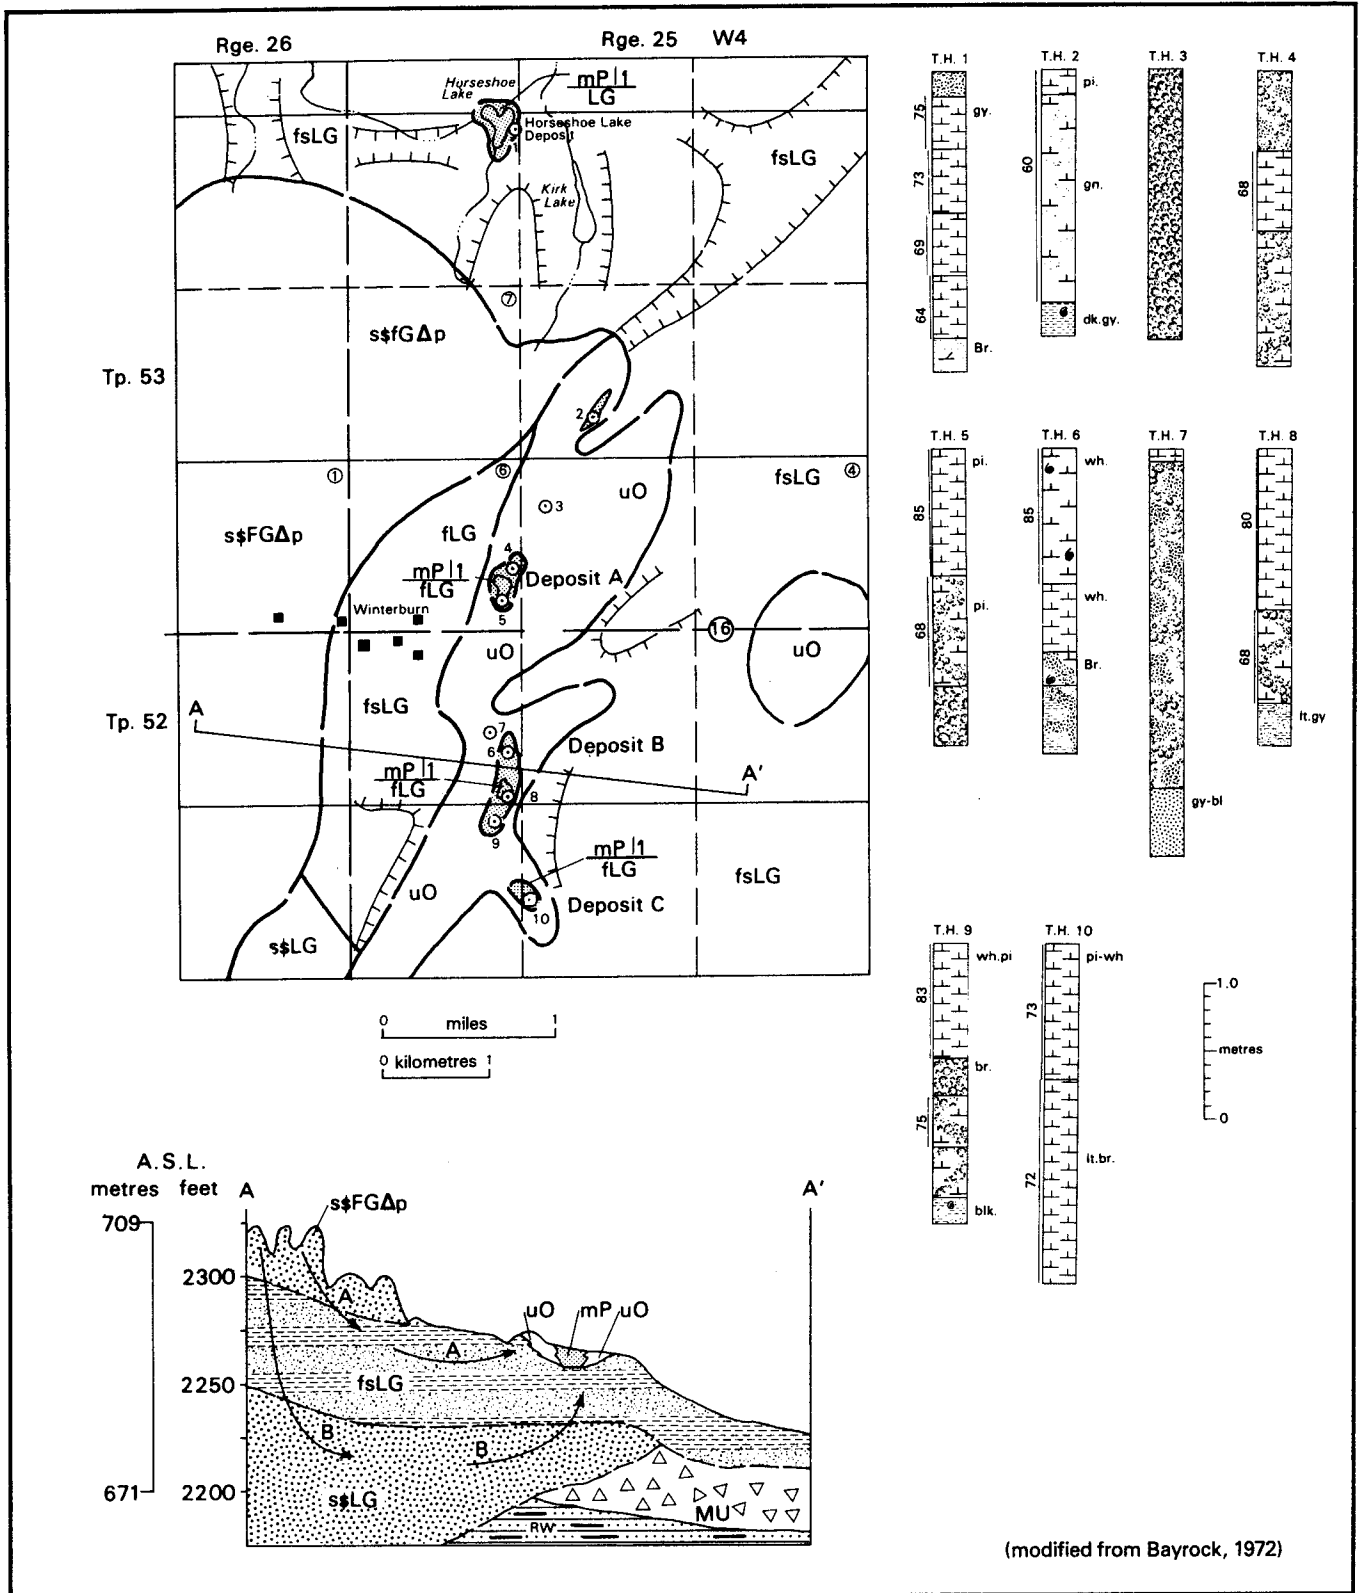 Rge. 26
Rge. 25 W4
Horseshoe
Lake
mP|1
LG
Horseshoe Lake
Deposit
1
fsLG
fsLG
Kirk
Lake
7
s$fGΔp
Tp. 53
2
1
6
4
fsLG
uO
3
s$FGΔp
fLG
4
mP|1
fLG
Deposit A
Winterburn
5
16
uO
uO
fsLG
Tp. 52
A
7
6
Deposit B
mP|1
fLG
A'
8
9
mP|1
fLG
fsLG
uO
Deposit C
10
s$LG
0 miles 1
0 kilometres 1
T.H. 1
75
gy.
73
69
64
Br.
T.H. 2
pi.
60
gn.
dk.gy.
T.H. 3
T.H. 4
68
T.H. 5
pi.
85
pi.
68
T.H. 6
wh.
85
wh.
Br.
T.H. 7
gy-bl
T.H. 8
80
68
lt.gy
T.H. 9
wh.pi
83
br.
75
blk.
T.H. 10
pi-wh
73
lt.br.
72
1.0
metres
0
A.S.L.
metres feet A A'
s$FGΔp
709
2300
A
uO mP uO
A
2250
fsLG
B
B
671
2200
s$LG
MU
RW
(modified from Bayrock, 1972)